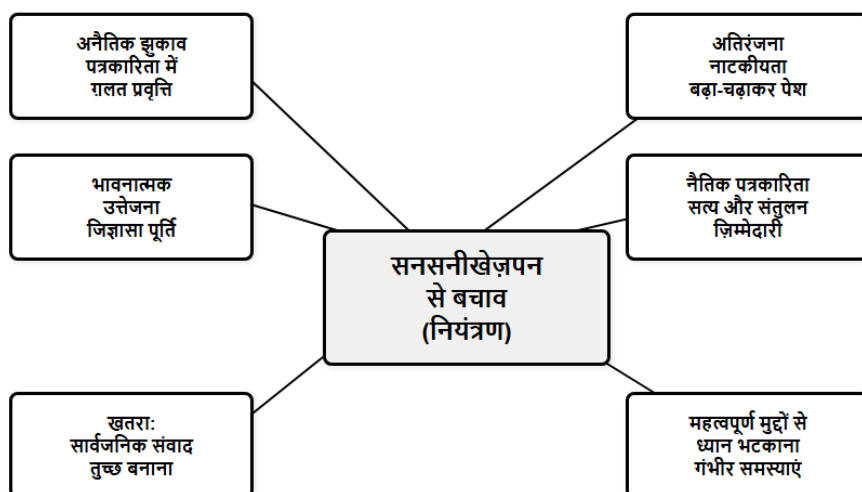 अनैतिक झुकाव
पत्रकारिता में
ग़लत प्रवृत्ति
अतिरंजना
नाटकीयता
बढ़ा-चढ़ाकर पेश
भावनात्मक
उत्तेजना
जिज्ञासा पूर्ति
नैतिक पत्रकारिता
सत्य और संतुलन
ज़िम्मेदारी
सनसनीखेज़पन
से बचाव
(नियंत्रण)
खतरा:
सार्वजनिक संवाद
तुच्छ बनाना
महत्वपूर्ण मुद्दों से
ध्यान भटकाना
गंभीर समस्याएं